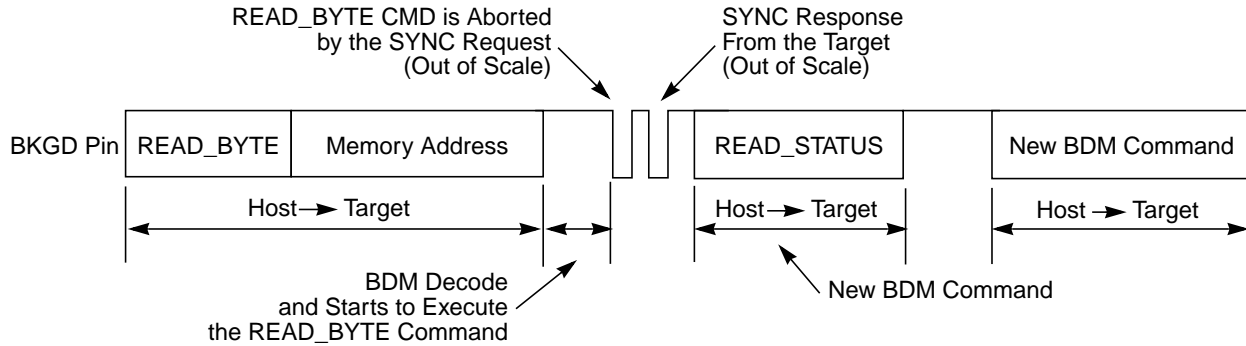 READ_BYTE CMD is Aborted
by the SYNC Request
(Out of Scale)
SYNC Response
From the Target
(Out of Scale)
BKGD Pin
READ_BYTE
Memory Address
READ_STATUS
New BDM Command
Host → Target
Host → Target
Host → Target
BDM Decode
and Starts to Execute
the READ_BYTE Command
New BDM Command